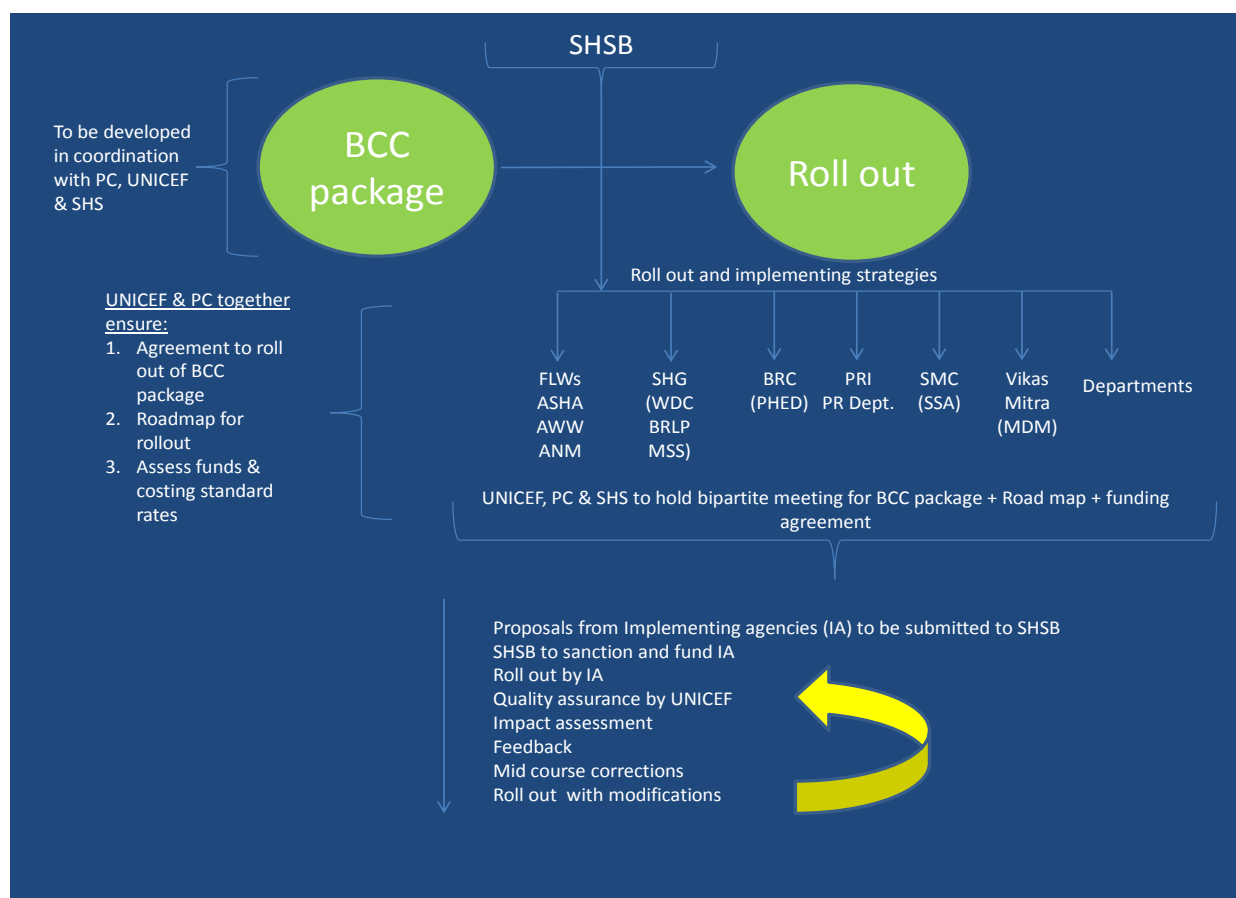 SHSB
To be developed
in coordination
with PC, UNICEF
& SHS
BCC
package
Roll out
Roll out and implementing strategies
UNICEF & PC together
ensure:
1. Agreement to roll
out of BCC
package
2. Roadmap for
rollout
3. Assess funds &
costing standard
rates
FLWs
ASHA
AWW
ANM
SHG
(WDC
BRLP
MSS)
BRC
(PHED)
PRI
PR Dept.
SMC
(SSA)
Vikas
Mitra
(MDM)
Departments
UNICEF, PC & SHS to hold bipartite meeting for BCC package + Road map + funding
agreement
Proposals from Implementing agencies (IA) to be submitted to SHSB
SHSB to sanction and fund IA
Roll out by IA
Quality assurance by UNICEF
Impact assessment
Feedback
Mid course corrections
Roll out with modifications